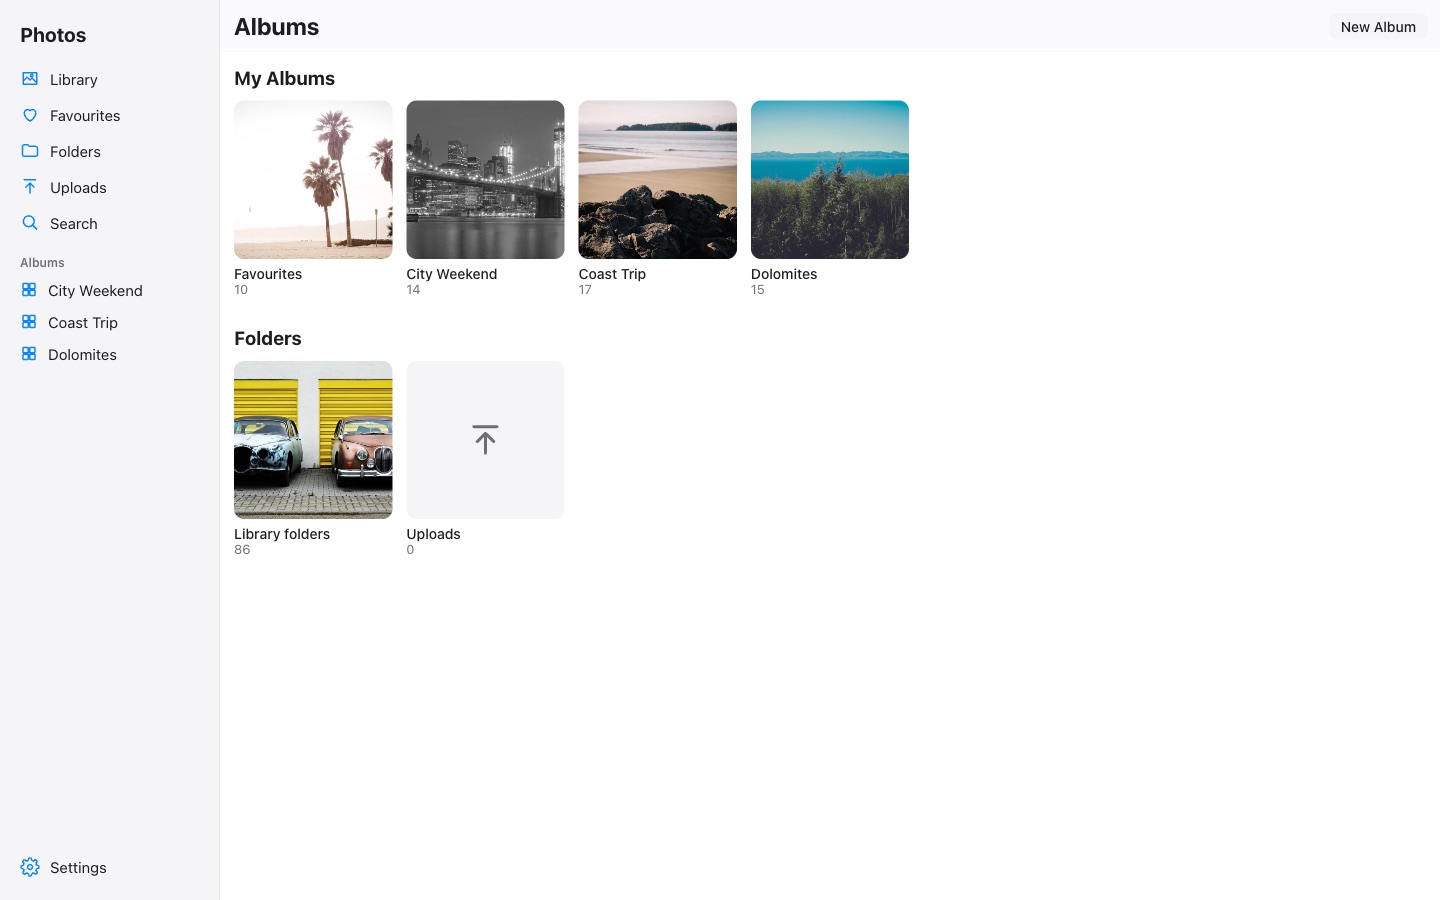 Photos
Library
Favourites
Folders
Uploads
Search
Albums
City Weekend
Coast Trip
Dolomites
Settings
Albums
New Album
My Albums
Favourites
10
City Weekend
14
Coast Trip
17
Dolomites
15
Folders
Library folders
86
Uploads
0